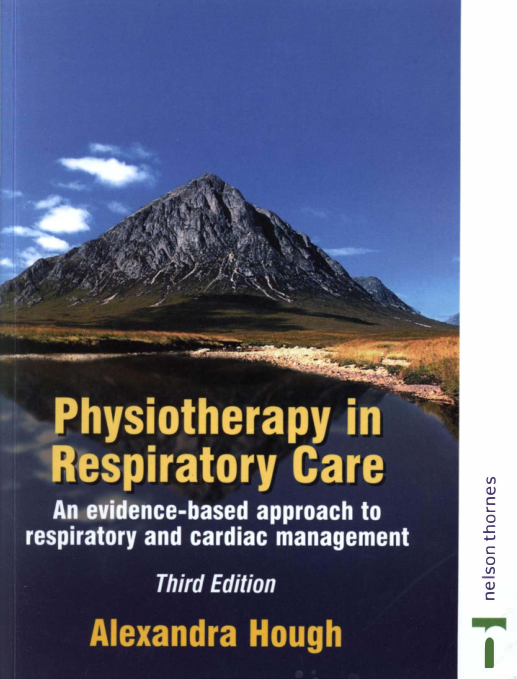 Physiotherapy in
Respiratory Care
An evidence-based approach to
respiratory and cardiac management
Third Edition
Alexandra Hough
nelson thornes